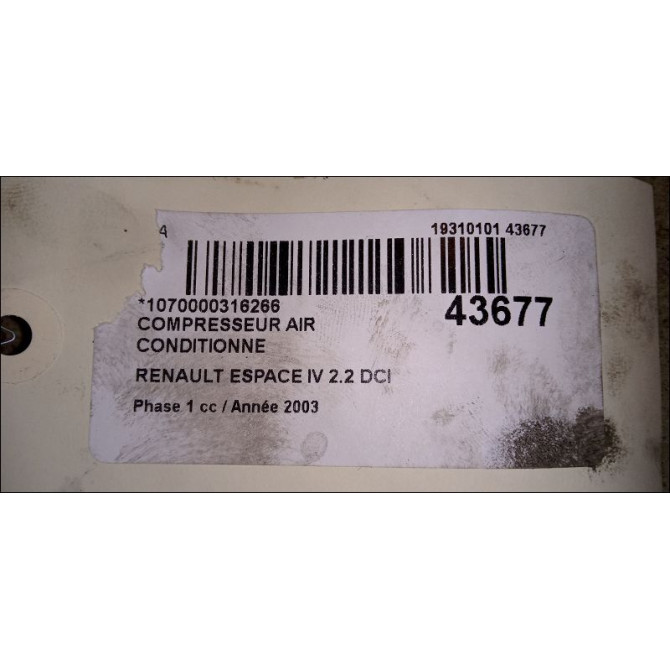 4 19310101 43677
*1070000316266
43677
COMPRESSEUR AIR
CONDITIONNE
RENAULT ESPACE IV 2.2 DCI
Phase 1 cc / Année 2003